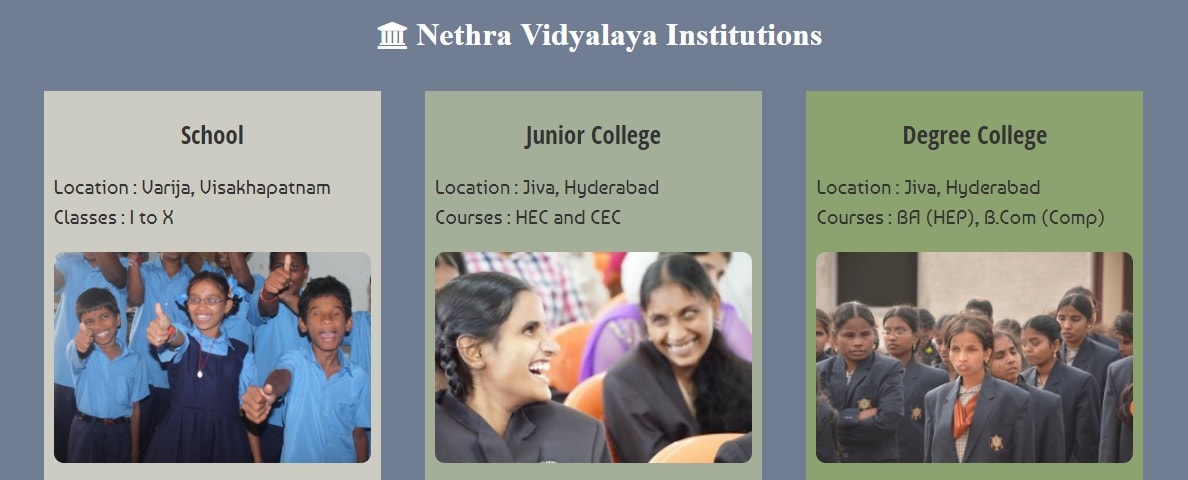 Nethra Vidyalaya Institutions
School
Location : Varija, Visakhapatnam
Classes : I to X
Junior College
Location : Jiva, Hyderabad
Courses : HEC and CEC
Degree College
Location : Jiva, Hyderabad
Courses : BA (HEP), B.Com (Comp)